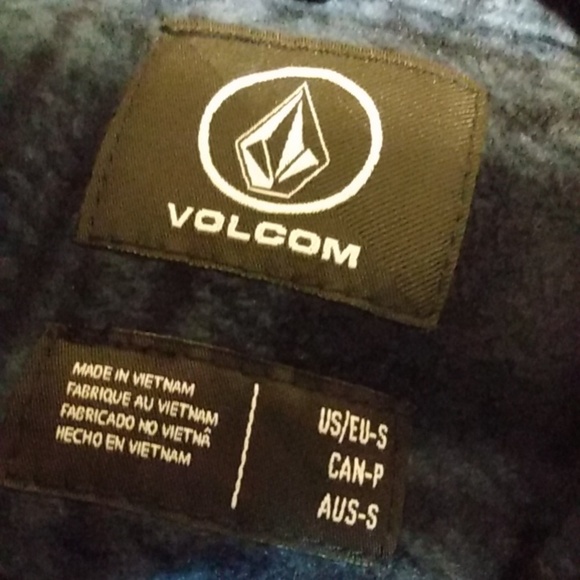 VOLCOM
MADE IN VIETNAM
FABRIQUE AU VIETNAM
FABRICADO NO VIETNÃ
HECHO EN VIETNAM
US/EU-S
CAN-P
AUS-S